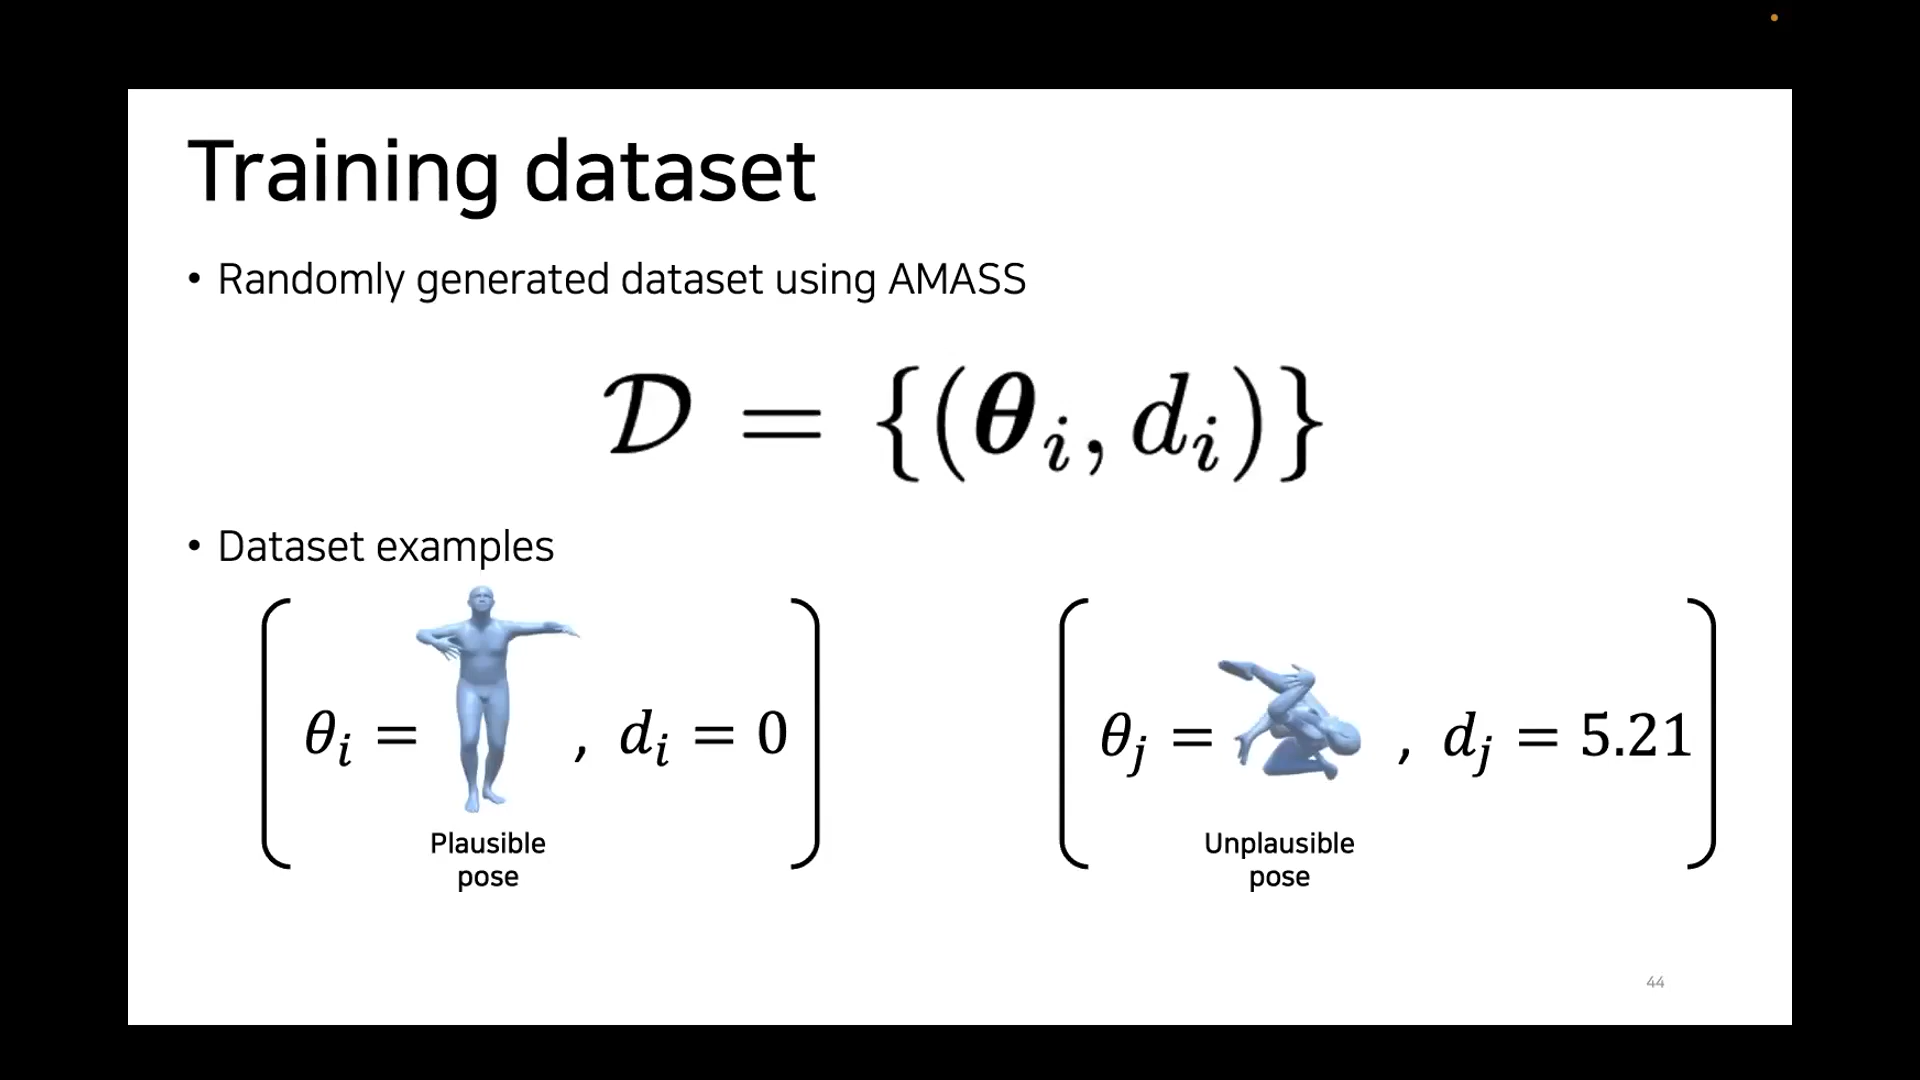 Training dataset
• Randomly generated dataset using AMASS
𝒟 = {(𝜽ᵢ, dᵢ)}
• Dataset examples
θᵢ = , dᵢ = 0
Plausible
pose
θⱼ = , dⱼ = 5.21
Unplausible
pose
44